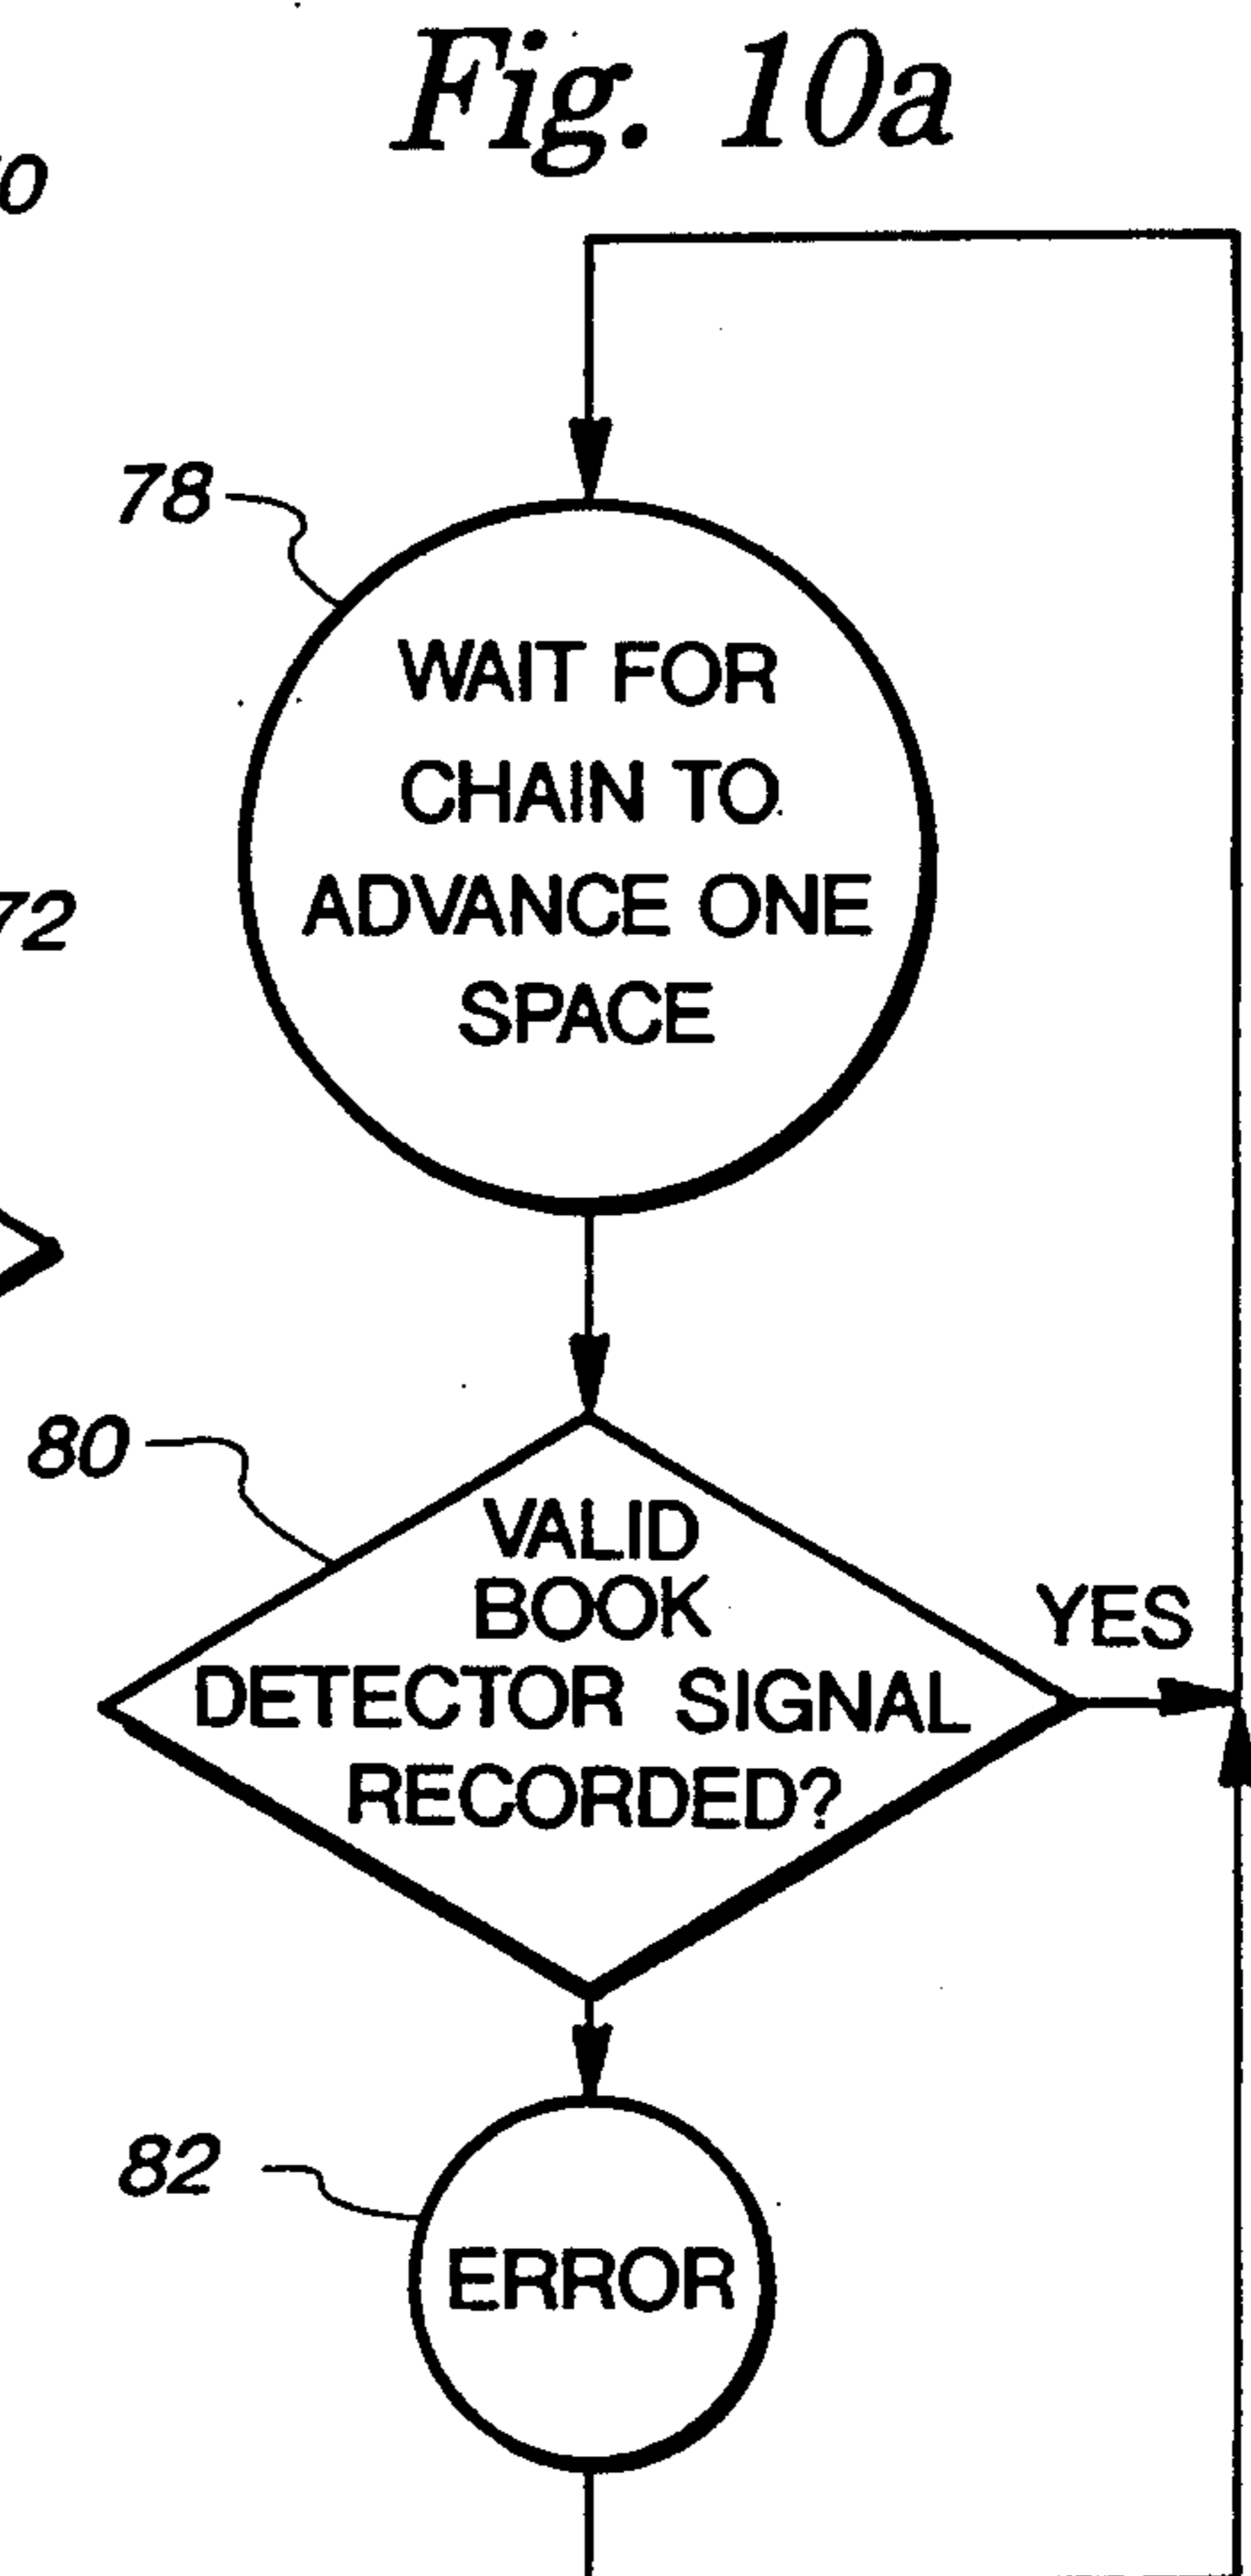 Fig. 10a
78
WAIT FOR
CHAIN TO
ADVANCE ONE
SPACE
72
80
VALID
BOOK
DETECTOR SIGNAL
RECORDED?
YES
82
ERROR